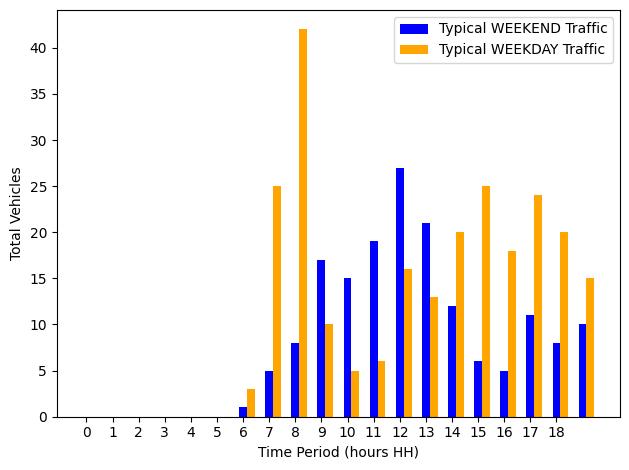 Typical WEEKEND Traffic
Typical WEEKDAY Traffic
40
35
30
25
20
15
10
5
0
Total Vehicles
0 1 2 3 4 5 6 7 8 9 10 11 12 13 14 15 16 17 18
Time Period (hours HH)